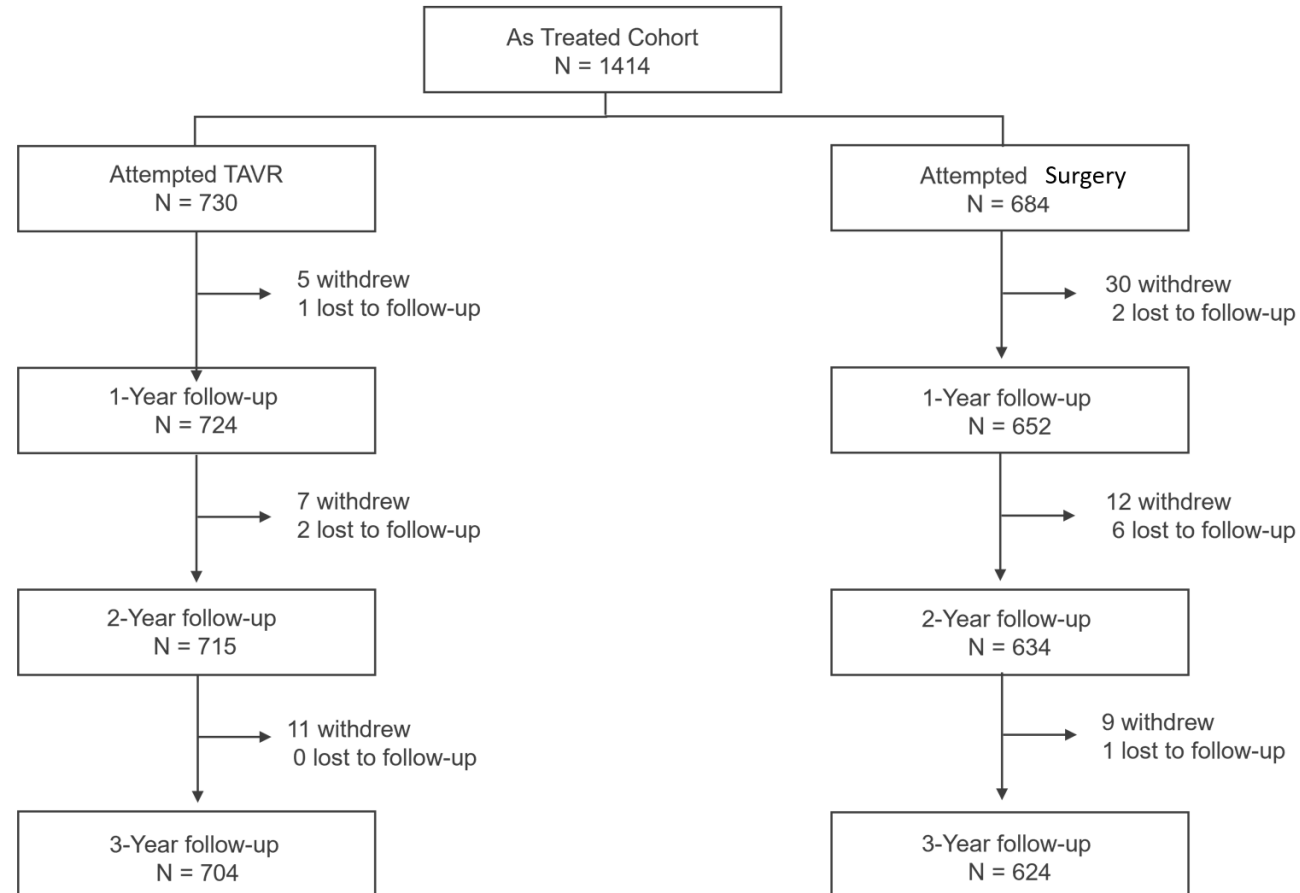 As Treated Cohort
N = 1414
Attempted TAVR
N = 730
Attempted Surgery
N = 684
5 withdrew
1 lost to follow-up
30 withdrew
2 lost to follow-up
1-Year follow-up
N = 724
1-Year follow-up
N = 652
7 withdrew
2 lost to follow-up
12 withdrew
6 lost to follow-up
2-Year follow-up
N = 715
2-Year follow-up
N = 634
11 withdrew
0 lost to follow-up
9 withdrew
1 lost to follow-up
3-Year follow-up
N = 704
3-Year follow-up
N = 624